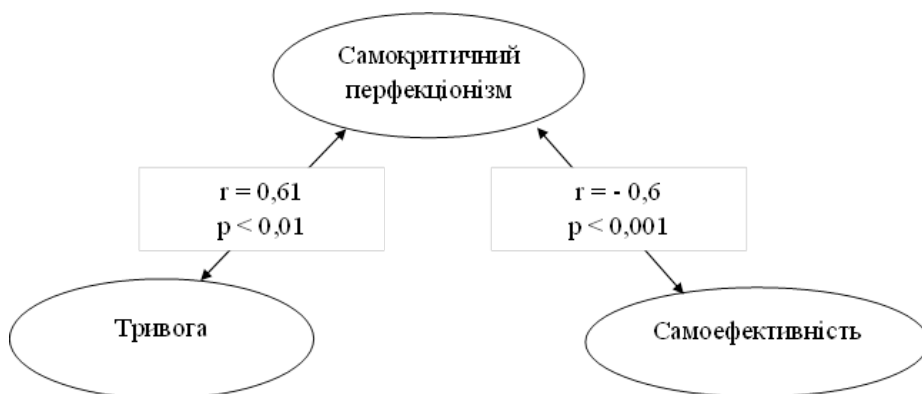 Самокритичний
перфекціонізм
r = 0,61
p < 0,01
r = - 0,6
p < 0,001
Тривога
Самоефективність